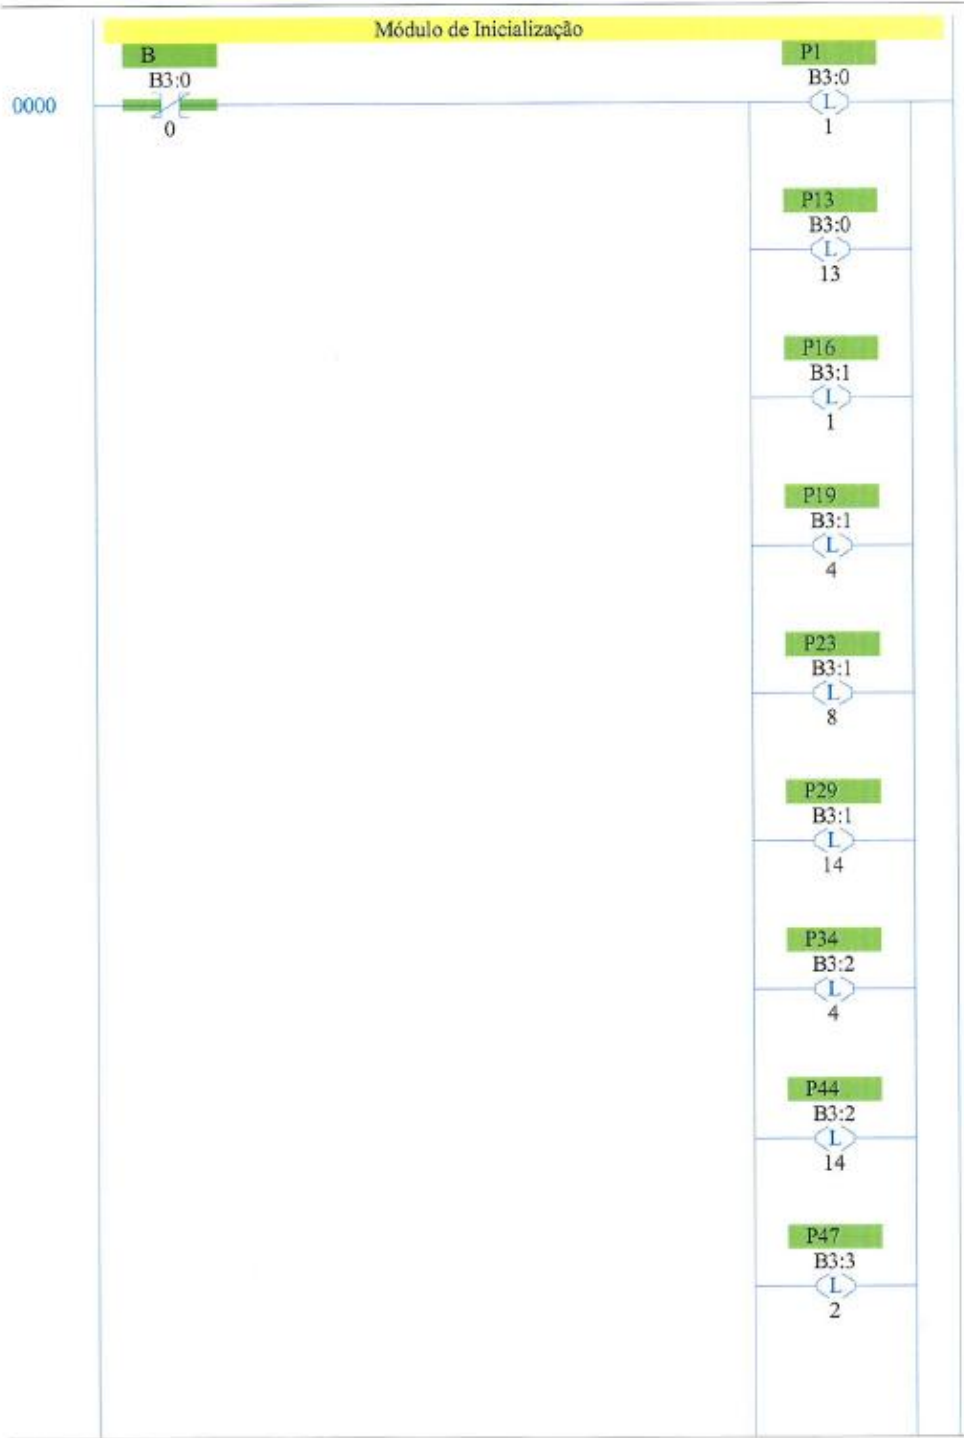 Módulo de Inicialização
B
B3:0
0000
0
P1
B3:0
L
1
P13
B3:0
L
13
P16
B3:1
L
1
P19
B3:1
L
4
P23
B3:1
L
8
P29
B3:1
L
14
P34
B3:2
L
4
P44
B3:2
L
14
P47
B3:3
L
2